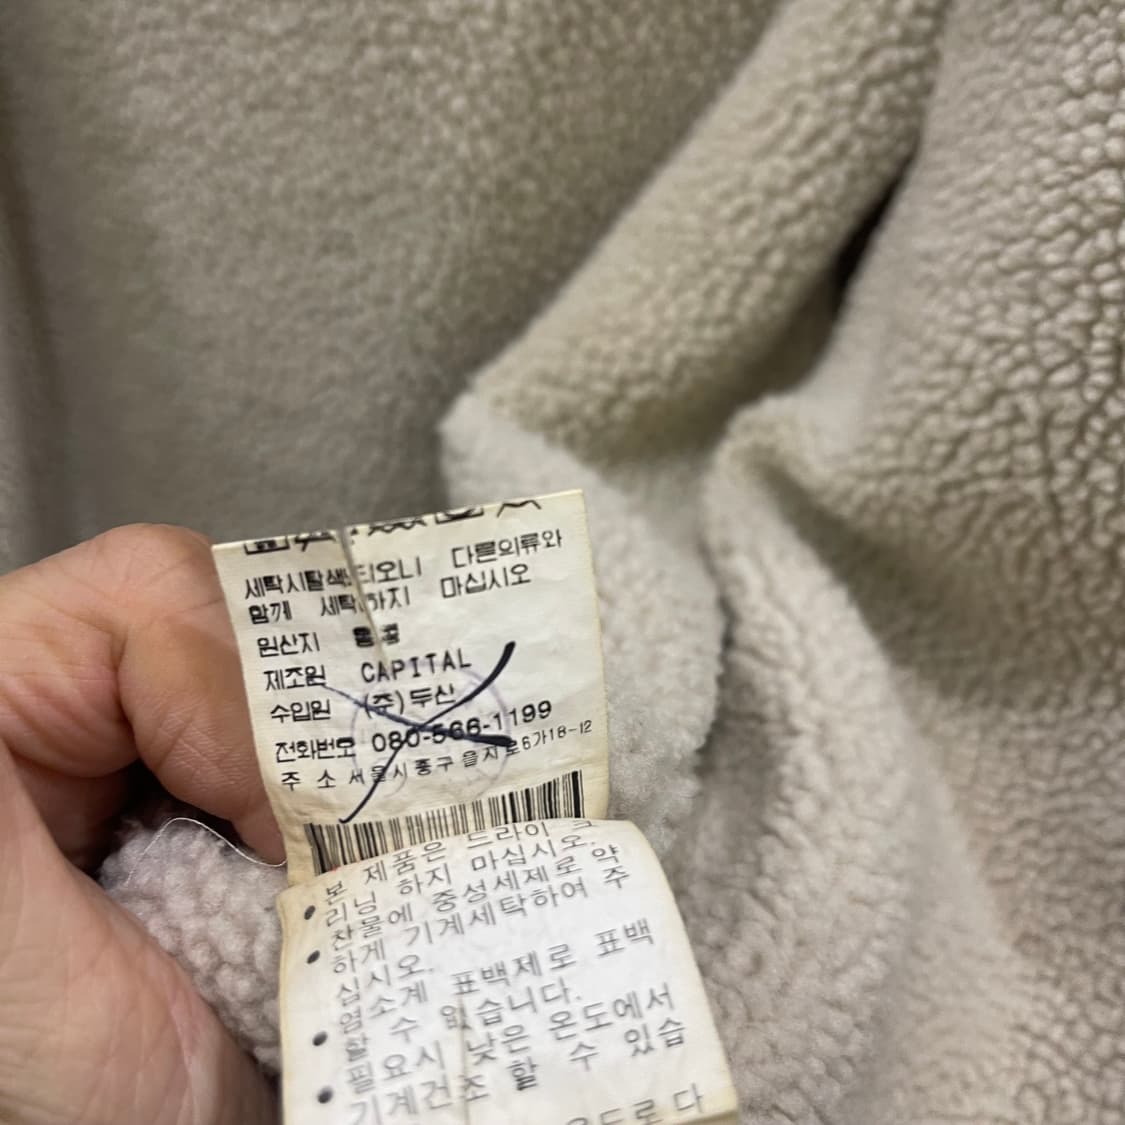 세탁시탈색 되오니 다른의류와
함께 세탁하지 마십시오
원산지
제조원 CAPITAL
수입원 (주)두산
전화번호 080-566-1199
주 소 서울시중구 을지로6가18-12
• 본 제품은 드라이 크
리닝 하지 마십시오.
• 찬물에 중성세제로 약
하게 기계세탁하여 주
십시오.
• 염소계 표백제로 표백
할 수 없습니다.
• 필요시 낮은 온도에서
기계건조 할 수 있습
다